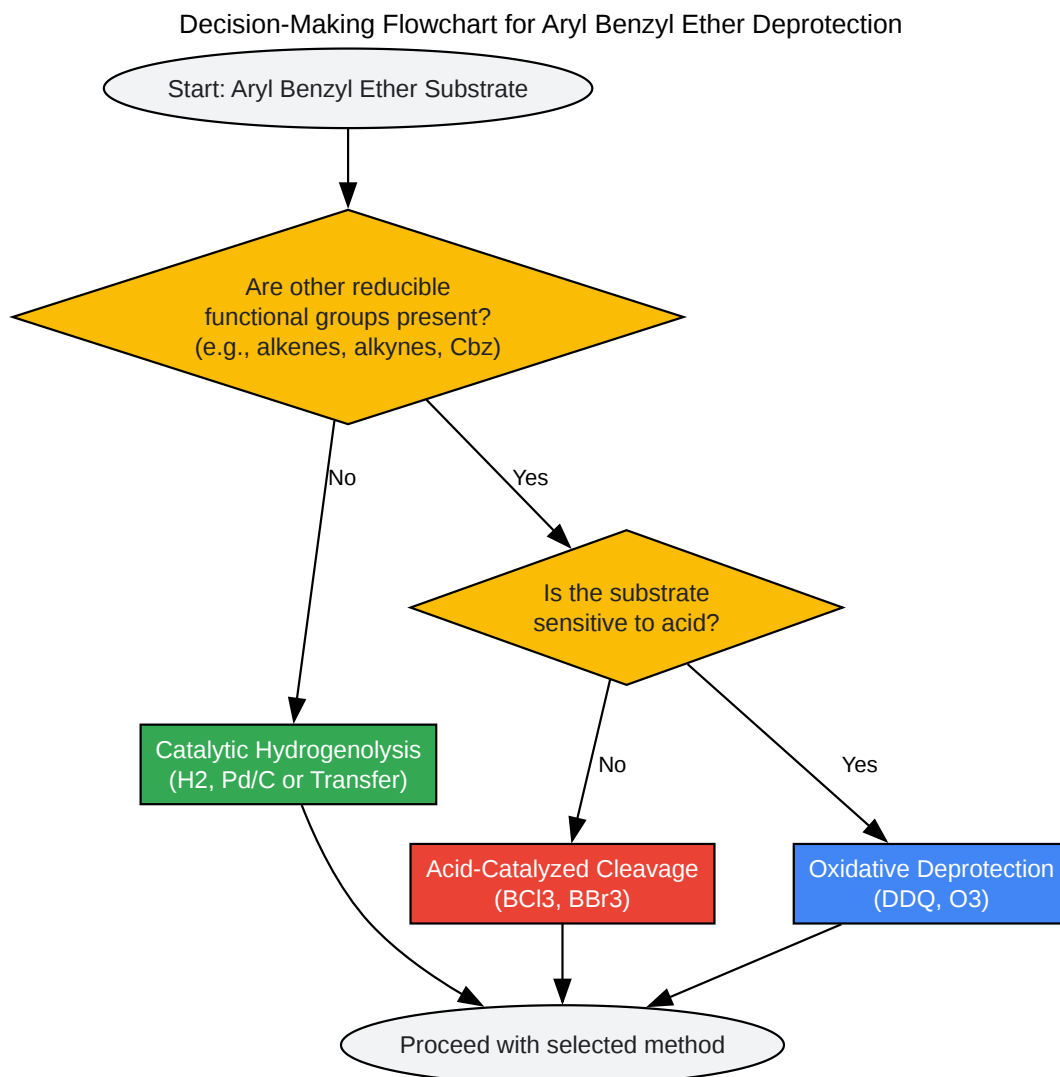 Decision-Making Flowchart for Aryl Benzyl Ether Deprotection
Start: Aryl Benzyl Ether Substrate
Are other reducible
functional groups present?
(e.g., alkenes, alkynes, Cbz)
No
Yes
Is the substrate
sensitive to acid?
Catalytic Hydrogenolysis
(H2, Pd/C or Transfer)
No
Yes
Acid-Catalyzed Cleavage
(BCl3, BBr3)
Oxidative Deprotection
(DDQ, O3)
Proceed with selected method